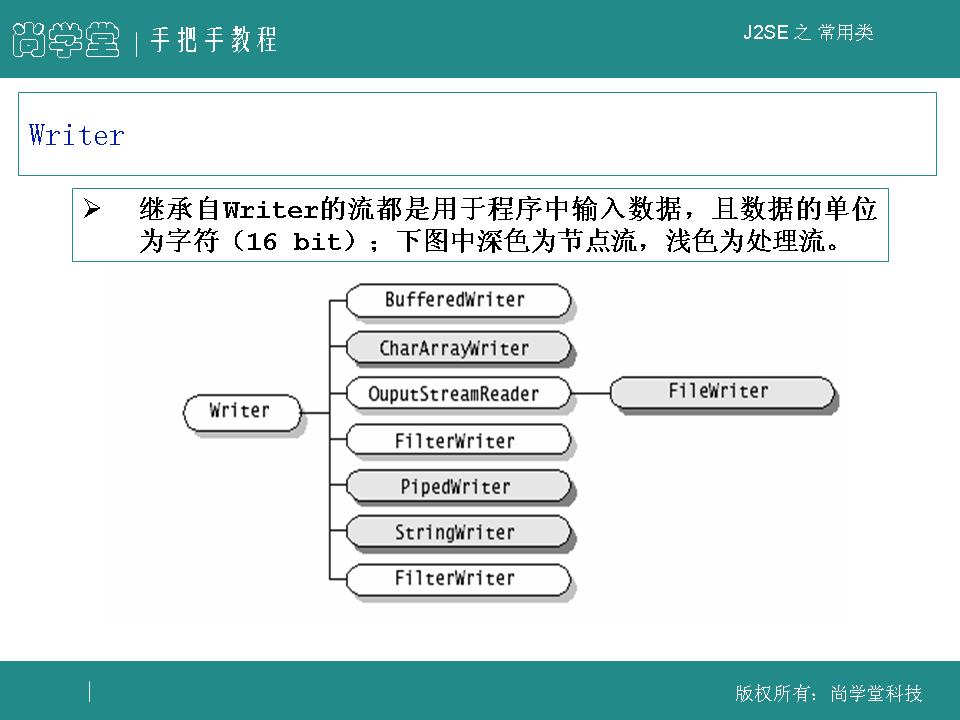 尚学堂 | 手把手教程
J2SE 之 常用类
Writer
继承自Writer的流都是用于程序中输入数据，且数据的单位
为字符（16 bit）；下图中深色为节点流，浅色为处理流。
BufferedWriter
CharArrayWriter
OuputStreamReader
FileWriter
Writer
FilterWriter
PipedWriter
StringWriter
FilterWriter
版权所有：尚学堂科技